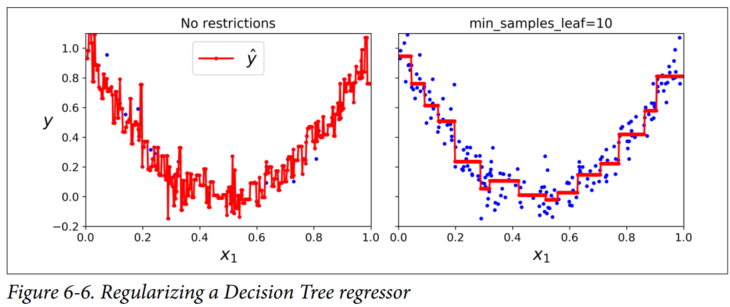 No restrictions
min_samples_leaf=10
1.0
0.8
0.6
0.4
0.2
0.0
−0.2
y
ŷ
0.0 0.2 0.4 0.6 0.8 1.0
x₁
0.0 0.2 0.4 0.6 0.8 1.0
x₁
Figure 6-6. Regularizing a Decision Tree regressor